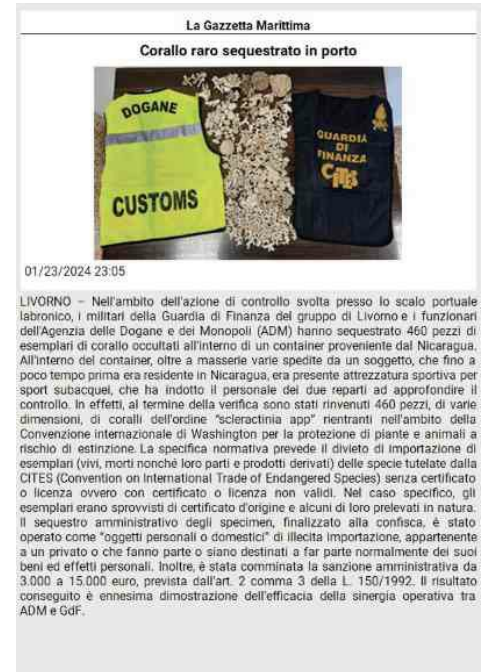 La Gazzetta Marittima
Corallo raro sequestrato in porto
DOGANE
CUSTOMS
GUARDIA
DI
FINANZA
CITES
01/23/2024 23:05
LIVORNO – Nell'ambito dell'azione di controllo svolta presso lo scalo portuale
labronico, i militari della Guardia di Finanza del gruppo di Livorno e i funzionari
dell'Agenzia delle Dogane e dei Monopoli (ADM) hanno sequestrato 460 pezzi di
esemplari di corallo occultati all'interno di un container proveniente dal Nicaragua.
All'interno del container, oltre a masserie varie spedite da un soggetto, che fino a
poco tempo prima era residente in Nicaragua, era presente attrezzatura sportiva per
sport subacquei, che ha indotto il personale dei due reparti ad approfondire il
controllo. In effetti, al termine della verifica sono stati rinvenuti 460 pezzi, di varie
dimensioni, di coralli dell'ordine "scleractinia app" rientranti nell'ambito della
Convenzione internazionale di Washington per la protezione di piante e animali a
rischio di estinzione. La specifica normativa prevede il divieto di importazione di
esemplari (vivi, morti nonché loro parti e prodotti derivati) delle specie tutelate dalla
CITES (Convention on International Trade of Endangered Species) senza certificato
o licenza ovvero con certificato o licenza non validi. Nel caso specifico, gli
esemplari erano sprovvisti di certificato d'origine e alcuni di loro prelevati in natura.
Il sequestro amministrativo degli specimen, finalizzato alla confisca, è stato
operato come "oggetti personali o domestici" di illecita importazione, appartenente
a un privato o che fanno parte o siano destinati a far parte normalmente dei suoi
beni ed effetti personali. Inoltre, è stata comminata la sanzione amministrativa da
3.000 a 15.000 euro, prevista dall'art. 2 comma 3 della L. 150/1992. Il risultato
conseguito è ennesima dimostrazione dell'efficacia della sinergia operativa tra
ADM e GdF.